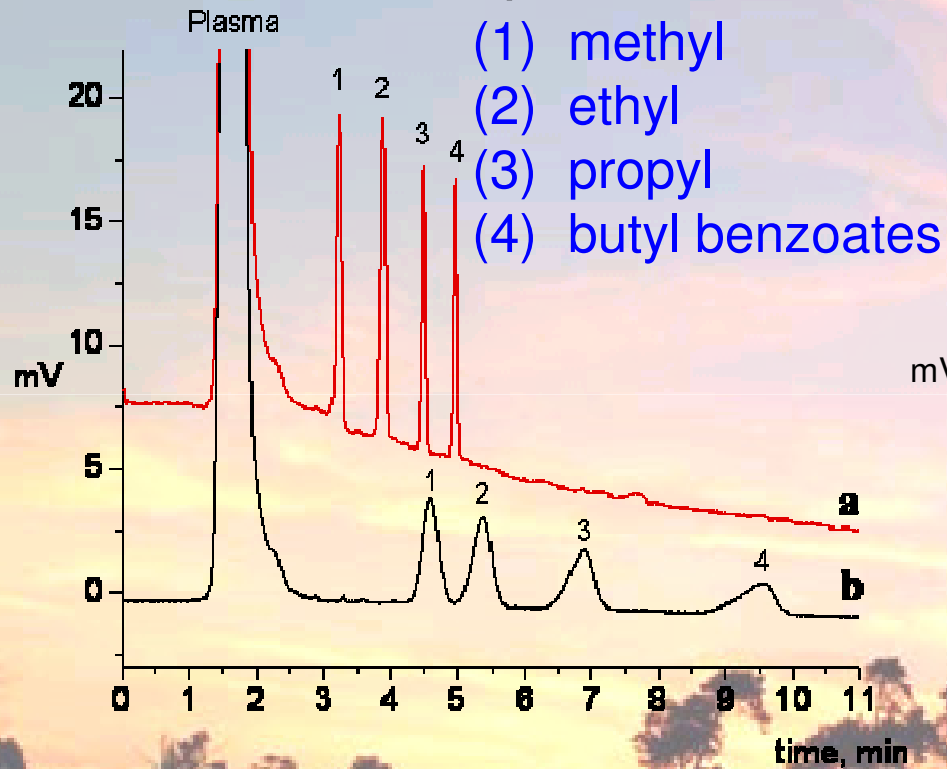 Plasma
(1) methyl
(2) ethyl
(3) propyl
(4) butyl benzoates
20
15
10
5
0
mV
mV
1
2
3
4
a
1
2
3
4
b
0 1 2 3 4 5 6 7 8 9 10 11
time, min